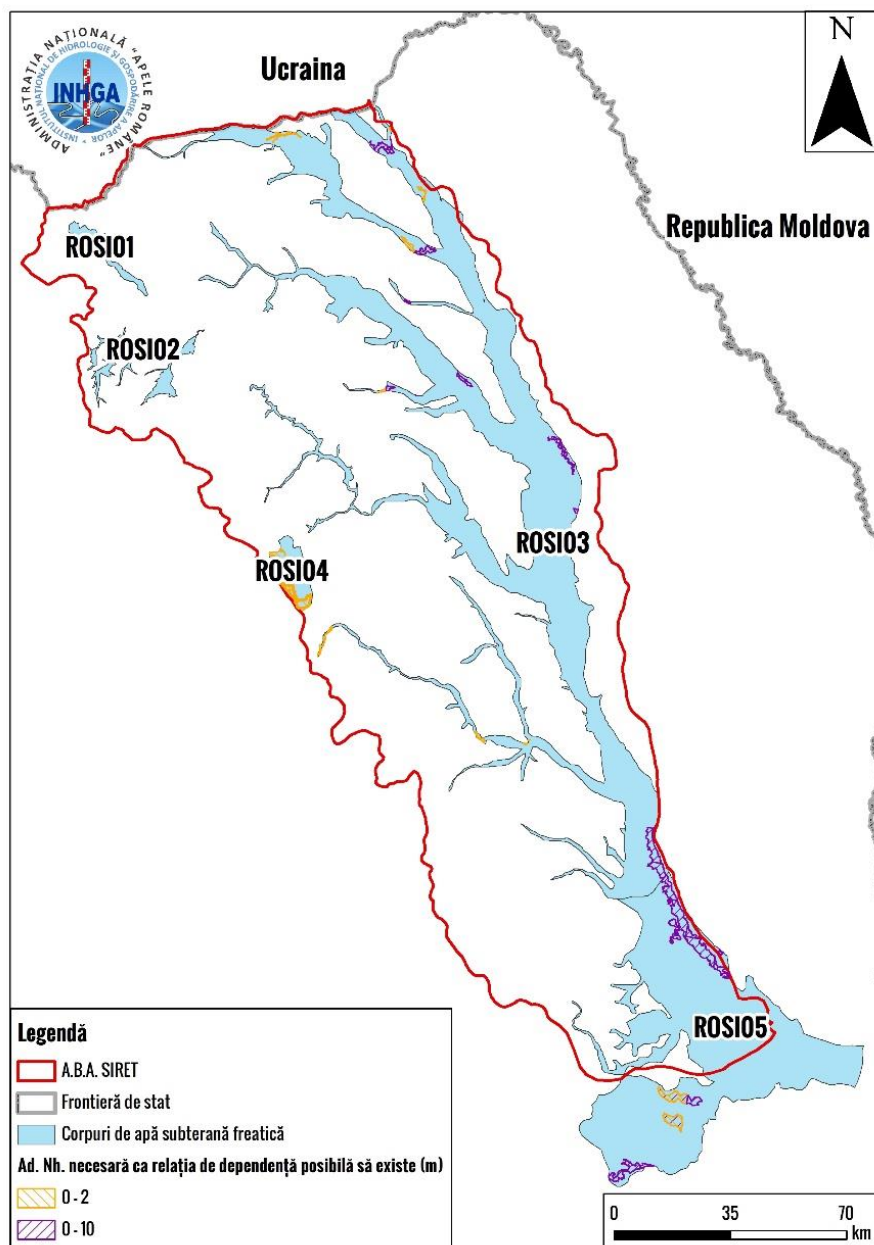 ADMINISTRAȚIA NAȚIONALĂ "APELE ROMÂNE"
INSTITUTUL NAȚIONAL DE HIDROLOGIE ȘI GOSPODĂRIRE A APELOR
INHGA
Ucraina
N
Republica Moldova
ROSI01
ROSI02
ROSI03
ROSI04
ROSI05
Legendă
A.B.A. SIRET
Frontieră de stat
Corpuri de apă subterană freatică
Ad. Nh. necesară ca relația de dependență posibilă să existe (m)
0 - 2
0 - 10
0 35 70
km